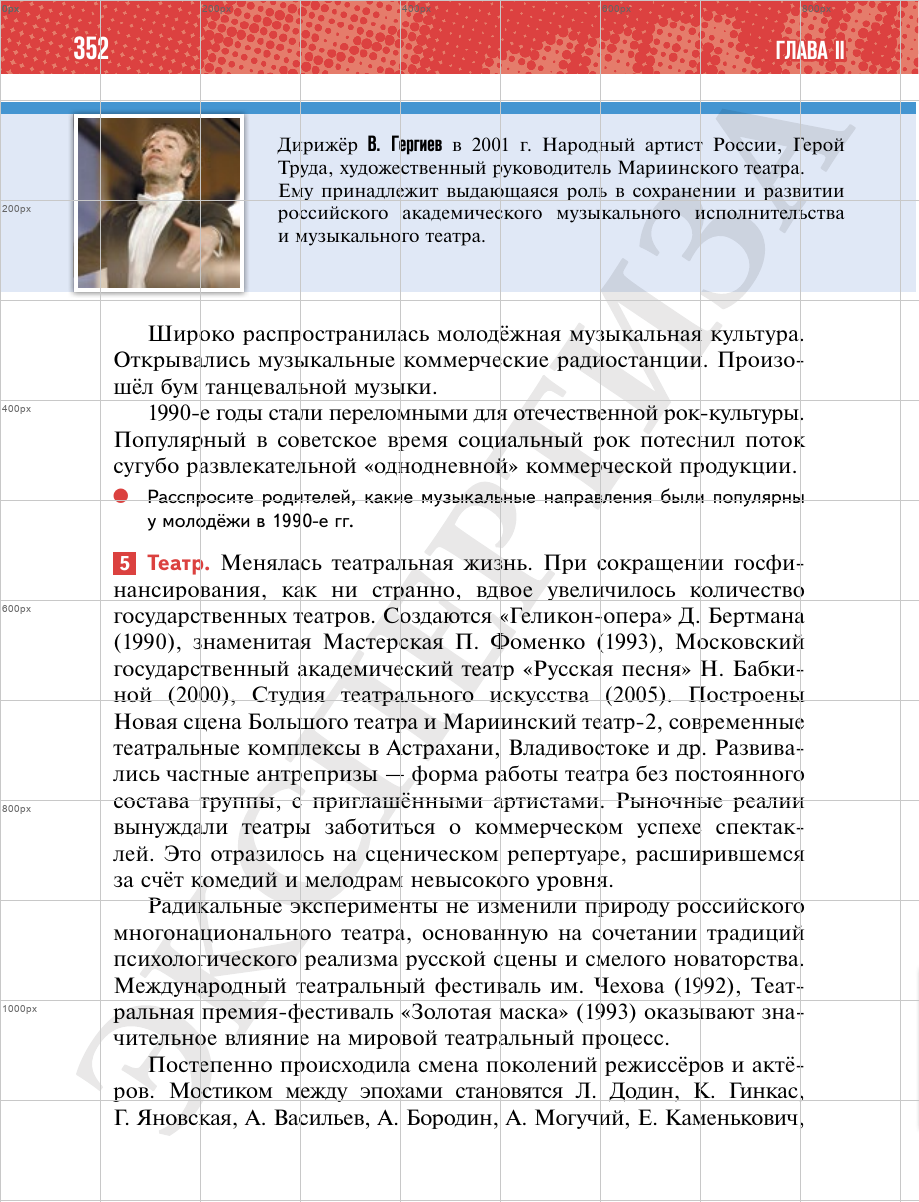 352
ГЛАВА II
Дирижёр В. Гергиев в 2001 г. Народный артист России, Герой
Труда, художественный руководитель Мариинского театра.
Ему принадлежит выдающаяся роль в сохранении и развитии
российского академического музыкального исполнительства
и музыкального театра.
Широко распространилась молодёжная музыкальная культура.
Открывались музыкальные коммерческие радиостанции. Произо-
шёл бум танцевальной музыки.
1990-е годы стали переломными для отечественной рок-культуры.
Популярный в советское время социальный рок потеснил поток
сугубо развлекательной «однодневной» коммерческой продукции.
Расспросите родителей, какие музыкальные направления были популярны
у молодёжи в 1990-е гг.
5 Театр. Менялась театральная жизнь. При сокращении госфи-
нансирования, как ни странно, вдвое увеличилось количество
государственных театров. Создаются «Геликон-опера» Д. Бертмана
(1990), знаменитая Мастерская П. Фоменко (1993), Московский
государственный академический театр «Русская песня» Н. Бабки-
ной (2000), Студия театрального искусства (2005). Построены
Новая сцена Большого театра и Мариинский театр-2, современные
театральные комплексы в Астрахани, Владивостоке и др. Развива-
лись частные антрепризы — форма работы театра без постоянного
состава труппы, с приглашёнными артистами. Рыночные реалии
вынуждали театры заботиться о коммерческом успехе спектак-
лей. Это отразилось на сценическом репертуаре, расширившемся
за счёт комедий и мелодрам невысокого уровня.
Радикальные эксперименты не изменили природу российского
многонационального театра, основанную на сочетании традиций
психологического реализма русской сцены и смелого новаторства.
Международный театральный фестиваль им. Чехова (1992), Теат-
ральная премия-фестиваль «Золотая маска» (1993) оказывают зна-
чительное влияние на мировой театральный процесс.
Постепенно происходила смена поколений режиссёров и актё-
ров. Мостиком между эпохами становятся Л. Додин, К. Гинкас,
Г. Яновская, А. Васильев, А. Бородин, А. Могучий, Е. Каменькович,
ЭКСПЕРТИЗА
200px
400px
600px
800px
1000px